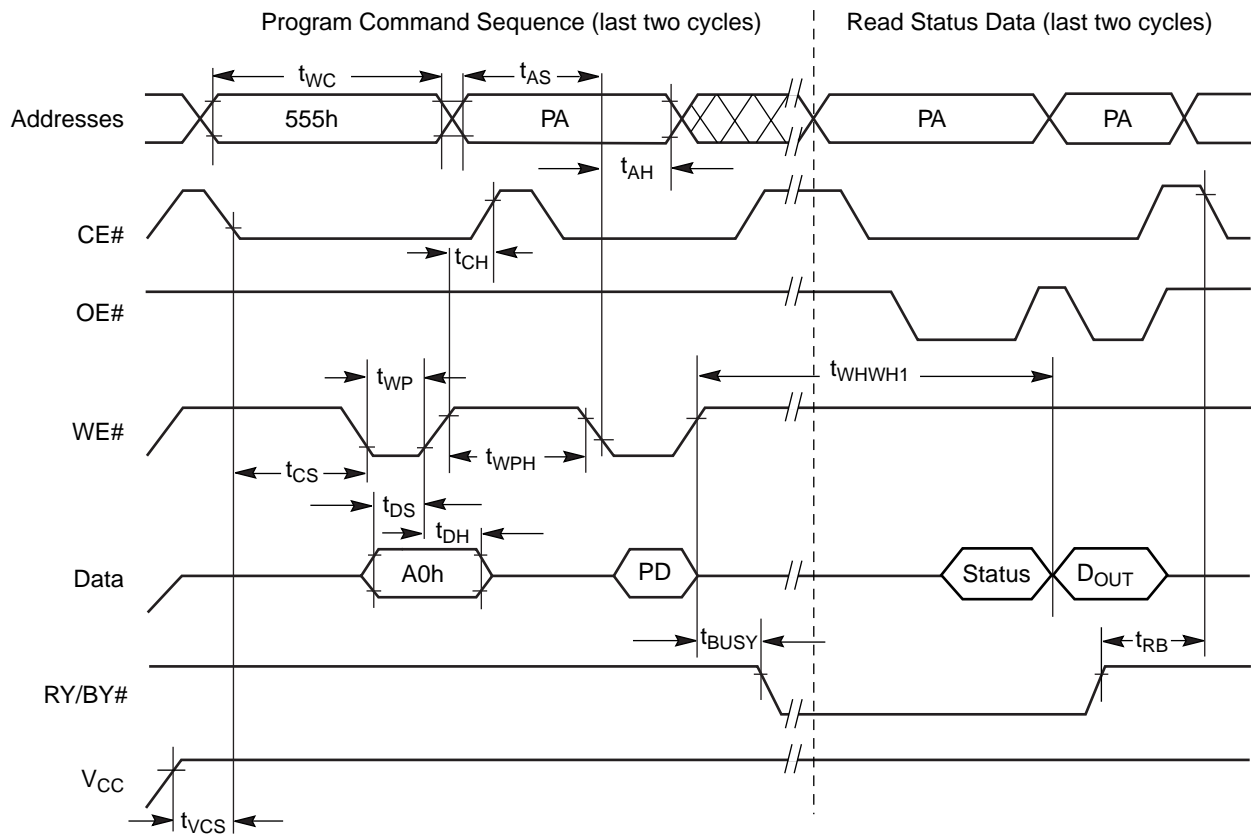 Program Command Sequence (last two cycles) Read Status Data (last two cycles)
tWC tAS
Addresses 555h PA PA PA
tAH
CE#
tCH
OE#
tWP tWHWH1
WE#
tCS tWPH
tDS
tDH
Data A0h PD Status DOUT
tBUSY tRB
RY/BY#
VCC
tVCS